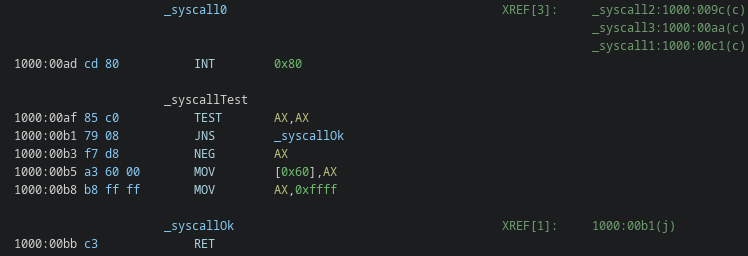 _syscall0 XREF[3]: _syscall2:1000:009c(c)
_syscall3:1000:00aa(c)
_syscall1:1000:00c1(c)
1000:00ad cd 80 INT 0x80
_syscallTest
1000:00af 85 c0 TEST AX,AX
1000:00b1 79 08 JNS _syscallOk
1000:00b3 f7 d8 NEG AX
1000:00b5 a3 60 00 MOV [0x60],AX
1000:00b8 b8 ff ff MOV AX,0xffff
_syscallOk XREF[1]: 1000:00b1(j)
1000:00bb c3 RET